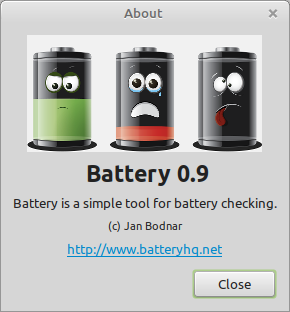 About
Battery 0.9
Battery is a simple tool for battery checking.
(c) Jan Bodnar
http://www.batteryhq.net
Close